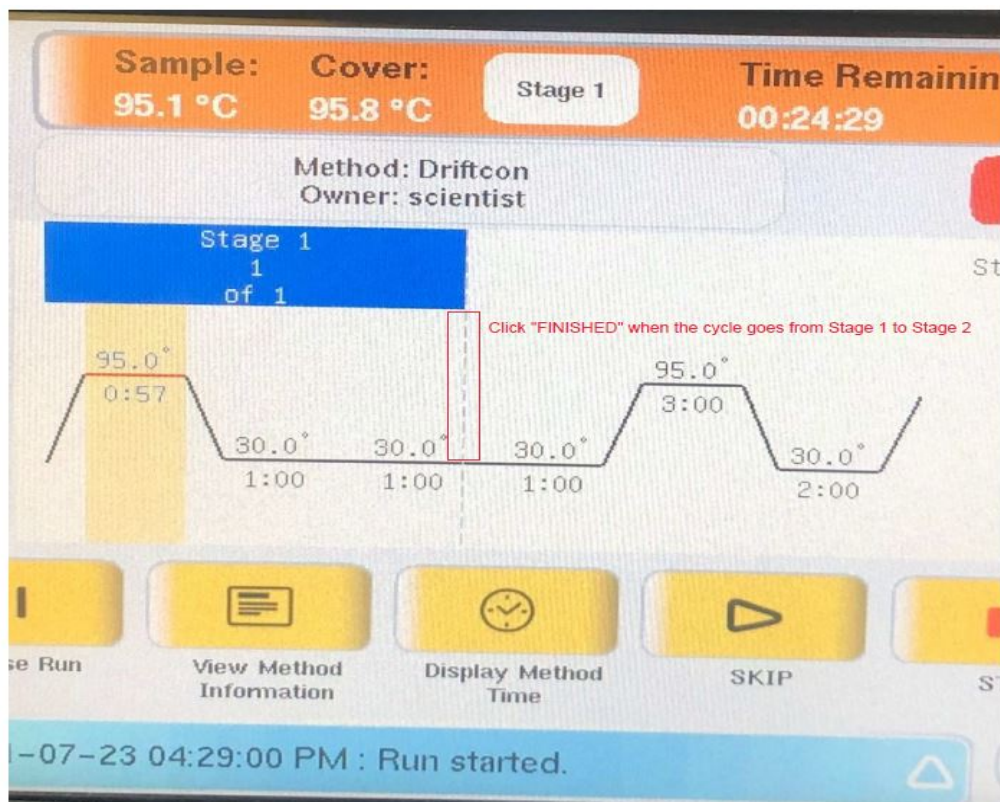 Sample: Cover: Stage 1 Time Remainin
95.1 °C 95.8 °C 00:24:29
Method: Driftcon
Owner: scientist
Stage 1
1
of 1
St
Click "FINISHED" when the cycle goes from Stage 1 to Stage 2
95.0° 95.0°
0:57 3:00
30.0° 30.0° 30.0° 30.0°
1:00 1:00 1:00 2:00
se Run View Method Information Display Method Time SKIP S
-07-23 04:29:00 PM : Run started.